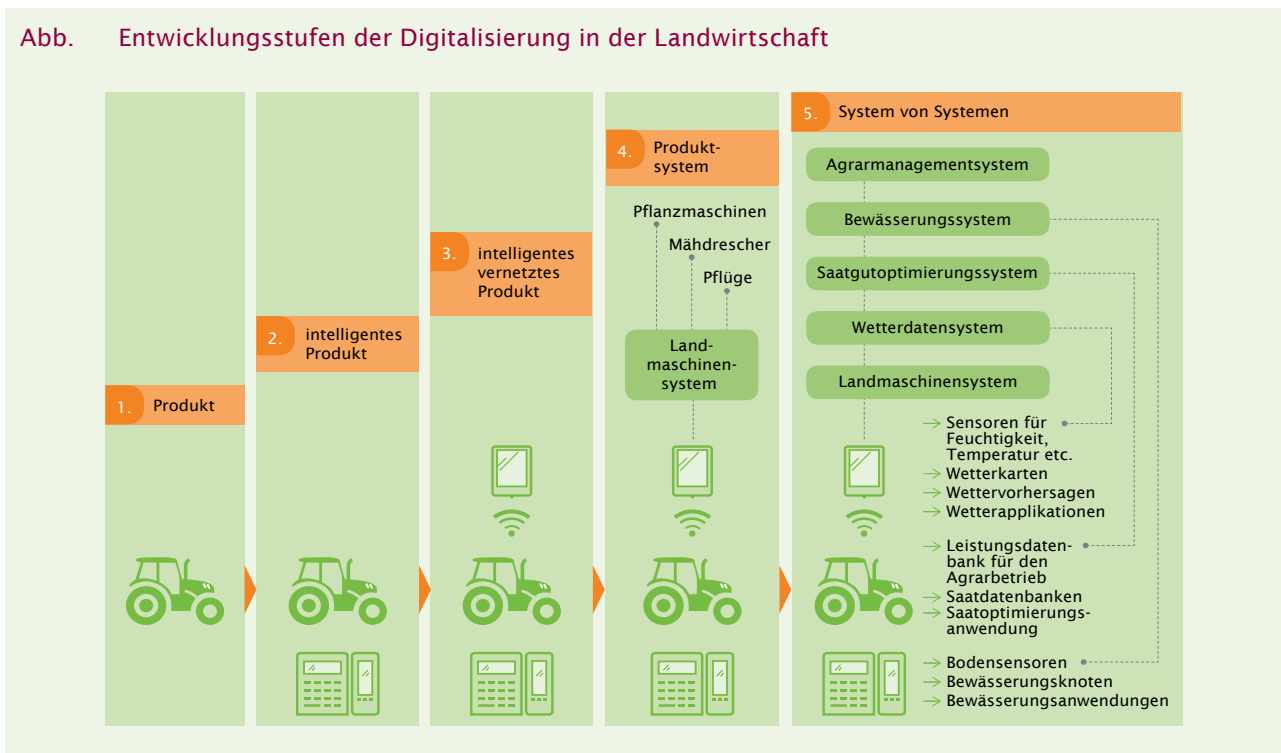 Abb. Entwicklungsstufen der Digitalisierung in der Landwirtschaft
1. Produkt
2. intelligentes
Produkt
3. intelligentes
vernetztes
Produkt
4. Produkt-
system
Pflanzmaschinen
Mähdrescher
Pflüge
Land-
maschinen-
system
5. System von Systemen
Agrarmanagementsystem
Bewässerungssystem
Saatgutoptimierungssystem
Wetterdatensystem
Landmaschinensystem
→ Sensoren für
Feuchtigkeit,
Temperatur etc.
→ Wetterkarten
→ Wettervorhersagen
→ Wetterapplikationen
→ Leistungsdaten-
bank für den
Agrarbetrieb
→ Saatdatenbanken
→ Saatoptimierungs-
anwendung
→ Bodensensoren
→ Bewässerungsknoten
→ Bewässerungsanwendungen